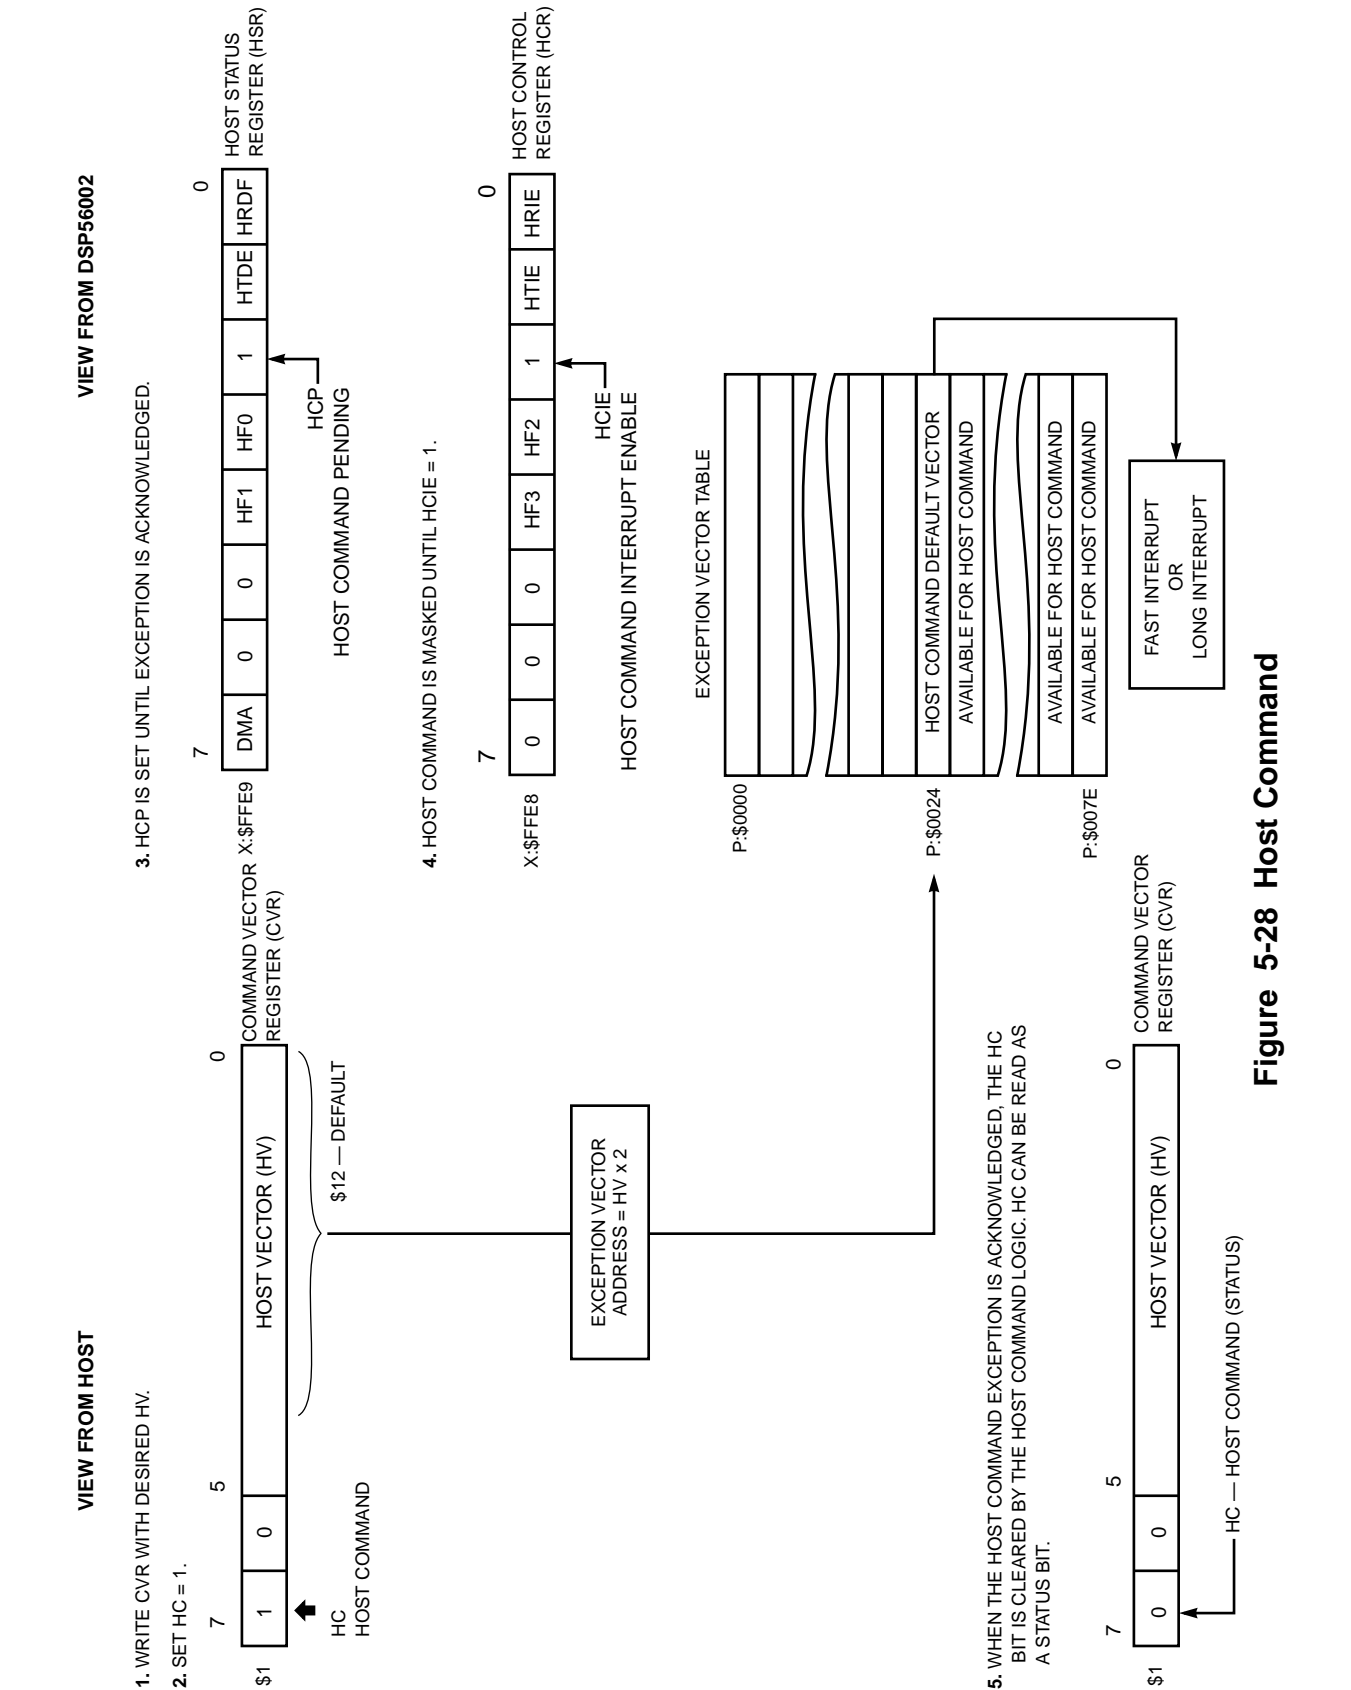 VIEW FROM HOST
1. WRITE CVR WITH DESIRED HV.
2. SET HC = 1.
7
5
0
$1
1
0
HOST VECTOR (HV)
COMMAND VECTOR
REGISTER (CVR)
HC
HOST COMMAND
$12 — DEFAULT
EXCEPTION VECTOR
ADDRESS = HV x 2
5. WHEN THE HOST COMMAND EXCEPTION IS ACKNOWLEDGED, THE HC
BIT IS CLEARED BY THE HOST COMMAND LOGIC. HC CAN BE READ AS
A STATUS BIT.
7
5
0
$1
0
0
HOST VECTOR (HV)
COMMAND VECTOR
REGISTER (CVR)
HC — HOST COMMAND (STATUS)
VIEW FROM DSP56002
3. HCP IS SET UNTIL EXCEPTION IS ACKNOWLEDGED.
7
0
X:$FFE9
DMA
0
0
HF1
HF0
1
HTDE
HRDF
HOST STATUS
REGISTER (HSR)
HCP
HOST COMMAND PENDING
4. HOST COMMAND IS MASKED UNTIL HCIE = 1.
7
0
X:$FFE8
0
0
0
HF3
HF2
1
HTIE
HRIE
HOST CONTROL
REGISTER (HCR)
HCIE
HOST COMMAND INTERRUPT ENABLE
EXCEPTION VECTOR TABLE
P:$0000
P:$0024
HOST COMMAND DEFAULT VECTOR
AVAILABLE FOR HOST COMMAND
AVAILABLE FOR HOST COMMAND
P:$007E
AVAILABLE FOR HOST COMMAND
FAST INTERRUPT
OR
LONG INTERRUPT
Figure 5-28 Host Command